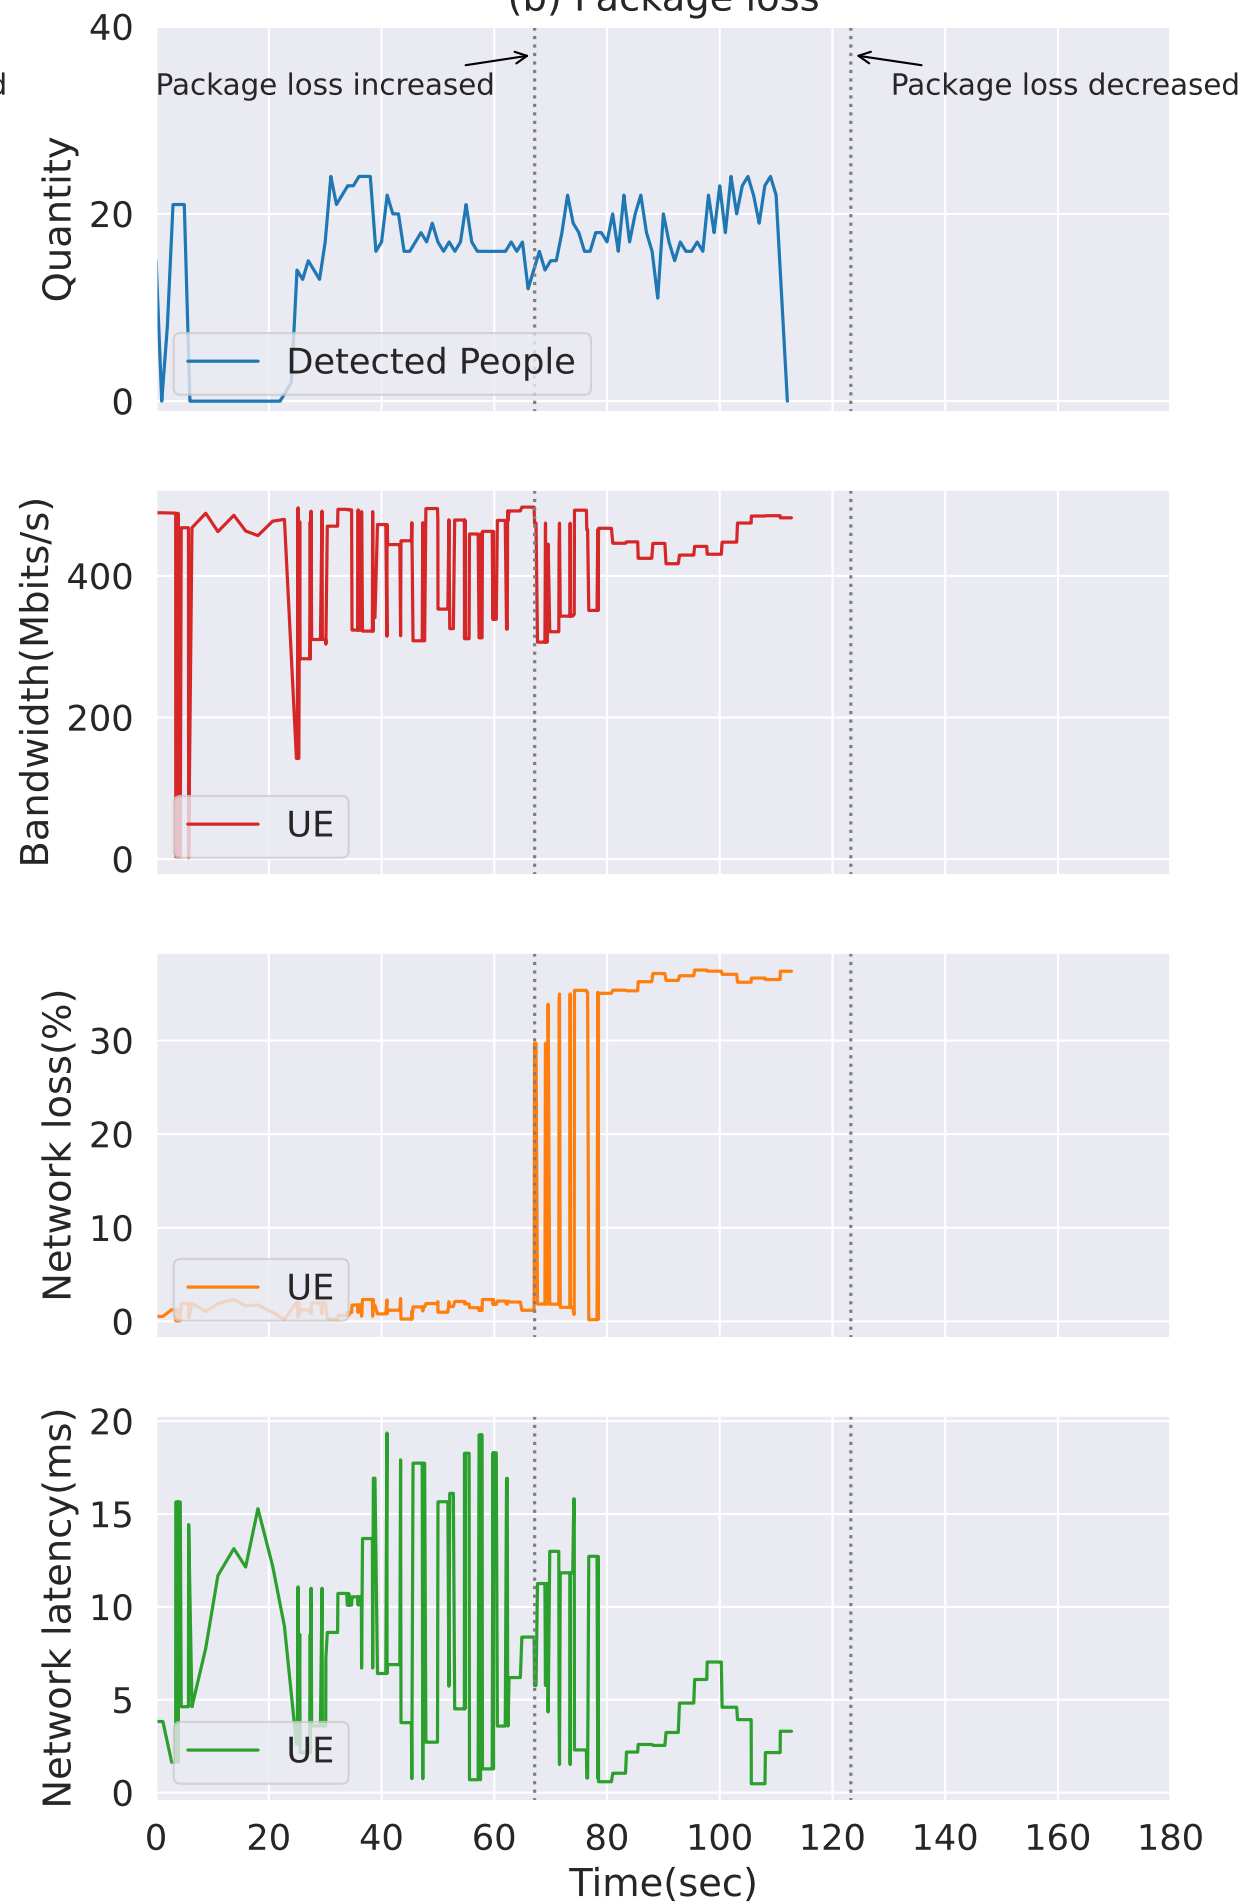 (b) Package loss
40
d
Package loss increased
Package loss decreased
Quantity
20
Detected People
0
Bandwidth(Mbits/s)
400
200
UE
0
Network loss(%)
30
20
10
UE
0
Network latency(ms)
20
15
10
5
UE
0
0 20 40 60 80 100 120 140 160 180
Time(sec)